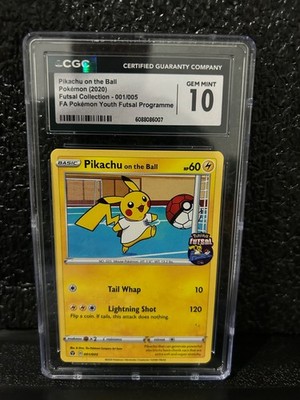 CGC
CERTIFIED GUARANTY COMPANY
Pikachu on the Ball
Pokémon (2020)
Futsal Collection - 001/005
FA Pokémon Youth Futsal Programme
GEM MINT
10
6088086007
BASIC Pikachu on the Ball HP60
POKÉMON FUTSAL
Tail Whap 10
Lightning Shot 120
Flip a coin. If tails, this attack does nothing.